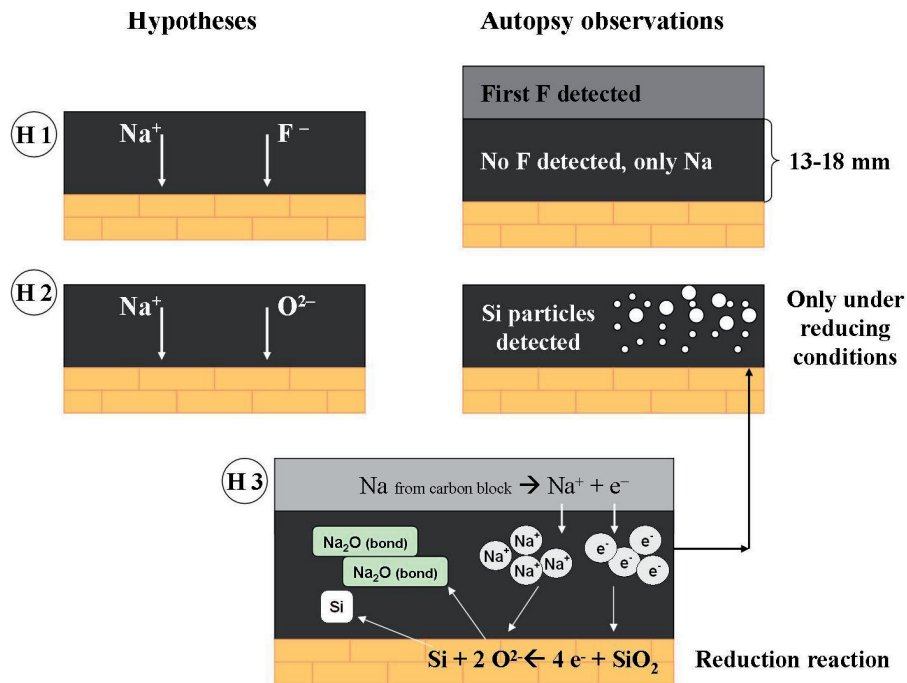 Hypotheses
Autopsy observations
H 1
Na⁺
F⁻
First F detected
No F detected, only Na
13-18 mm
H 2
Na⁺
O²⁻
Si particles
detected
Only under
reducing
conditions
H 3
Na from carbon block → Na⁺ + e⁻
Na₂O (bond)
Na₂O (bond)
Si
Na⁺
Na⁺
Na⁺
Na⁺
e⁻
e⁻
e⁻
e⁻
Si + 2 O²⁻ ← 4 e⁻ + SiO₂
Reduction reaction